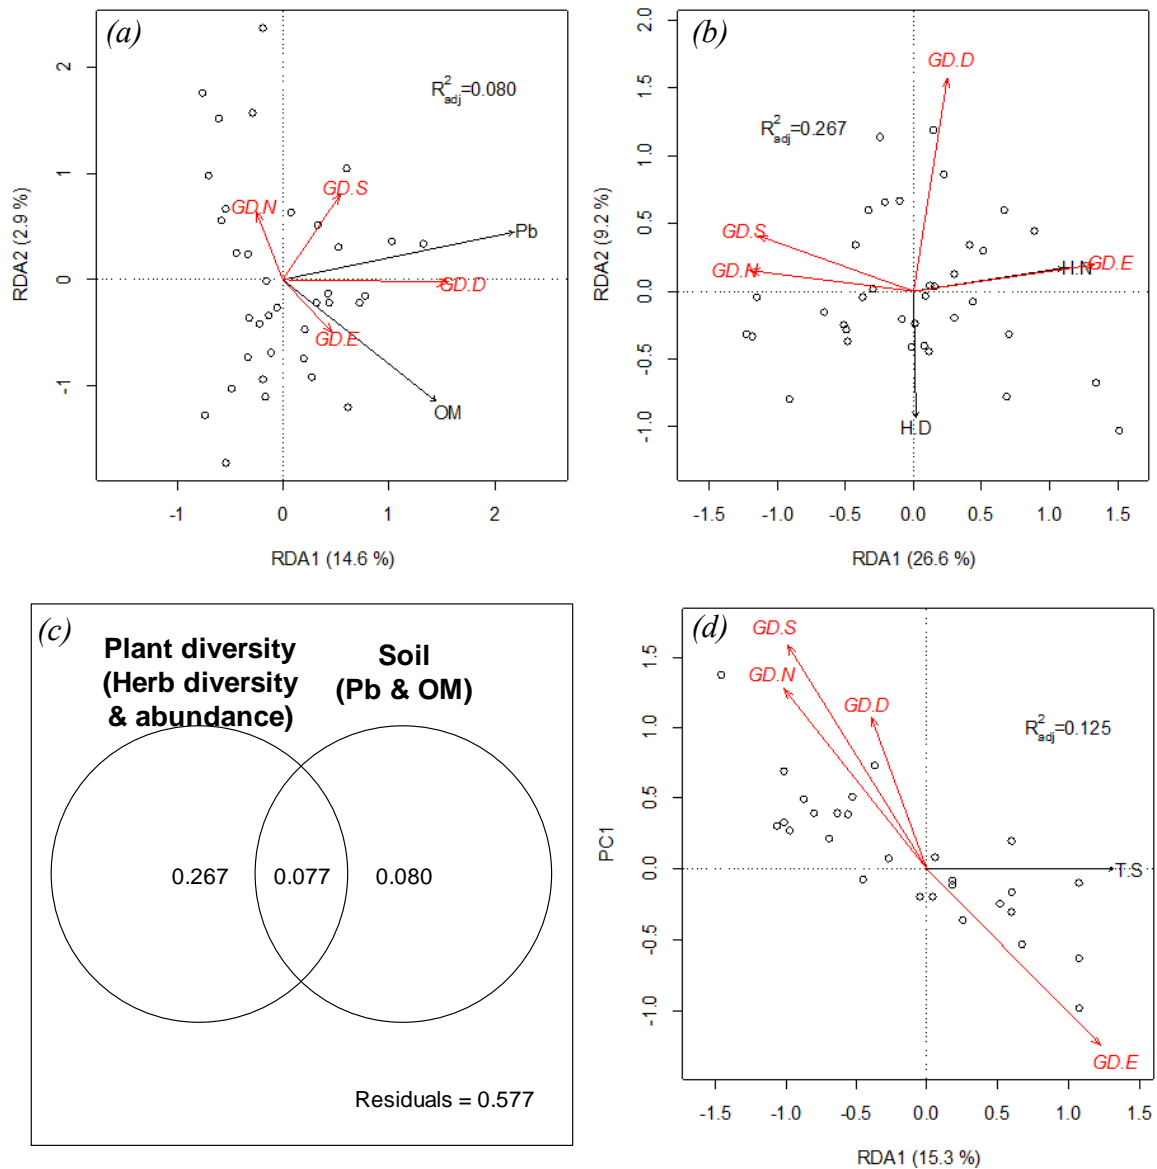 (a)
R²adj=0.080
GD.S
GD.N
Pb
GD.D
GD.E
OM
2
1
0
-1
RDA2 (2.9 %)
-1 0 1 2
RDA1 (14.6 %)
(b)
GD.D
R²adj=0.267
GD.S
GD.N
H.N
GD.E
H.D
2.0
1.5
1.0
0.5
0.0
-0.5
-1.0
RDA2 (9.2 %)
-1.5 -1.0 -0.5 0.0 0.5 1.0 1.5
RDA1 (26.6 %)
(c)
Plant diversity
(Herb diversity
& abundance)
Soil
(Pb & OM)
0.267 0.077 0.080
Residuals = 0.577
(d)
GD.S
GD.N
GD.D
R²adj=0.125
T.S
GD.E
1.5
1.0
0.5
0.0
-0.5
-1.0
PC1
-1.5 -1.0 -0.5 0.0 0.5 1.0 1.5
RDA1 (15.3 %)